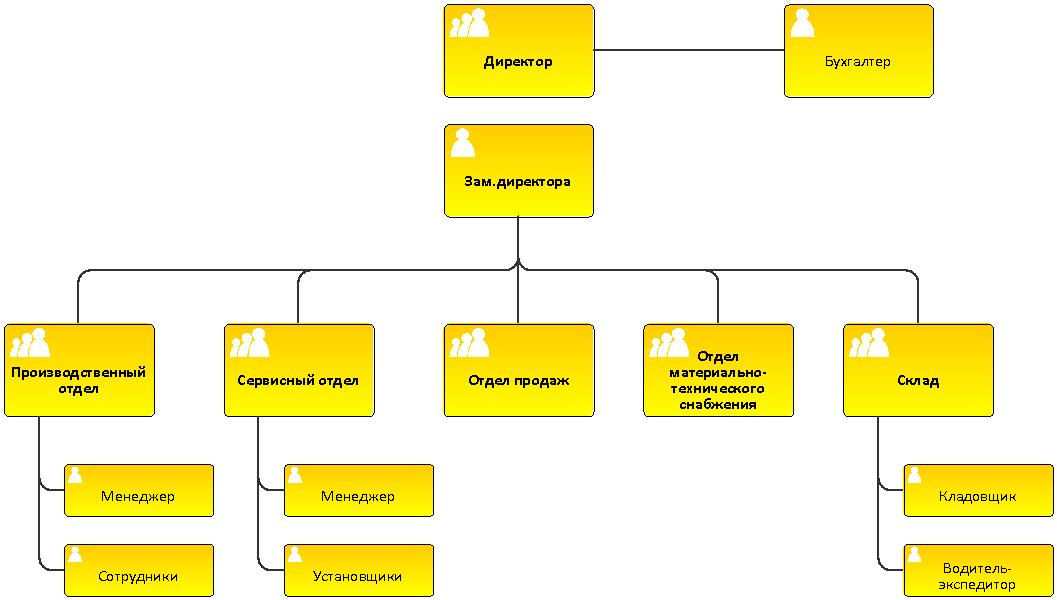 Директор
Бухгалтер
Зам.директора
Производственный
отдел
Сервисный отдел
Отдел продаж
Отдел
материально-
технического
снабжения
Склад
Менеджер
Менеджер
Кладовщик
Сотрудники
Установщики
Водитель-
экспедитор